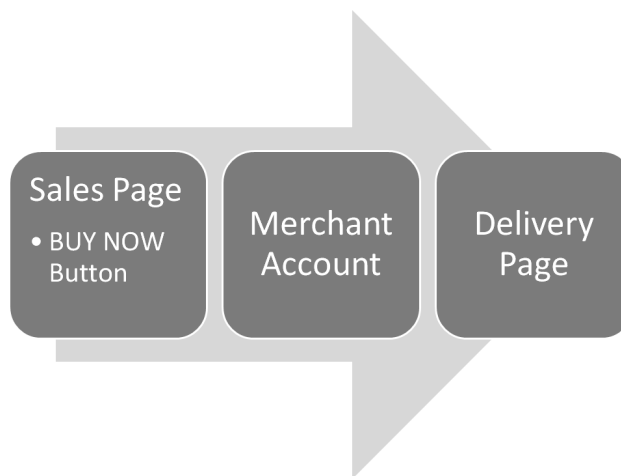 Sales Page
• BUY NOW
Button
Merchant
Account
Delivery
Page